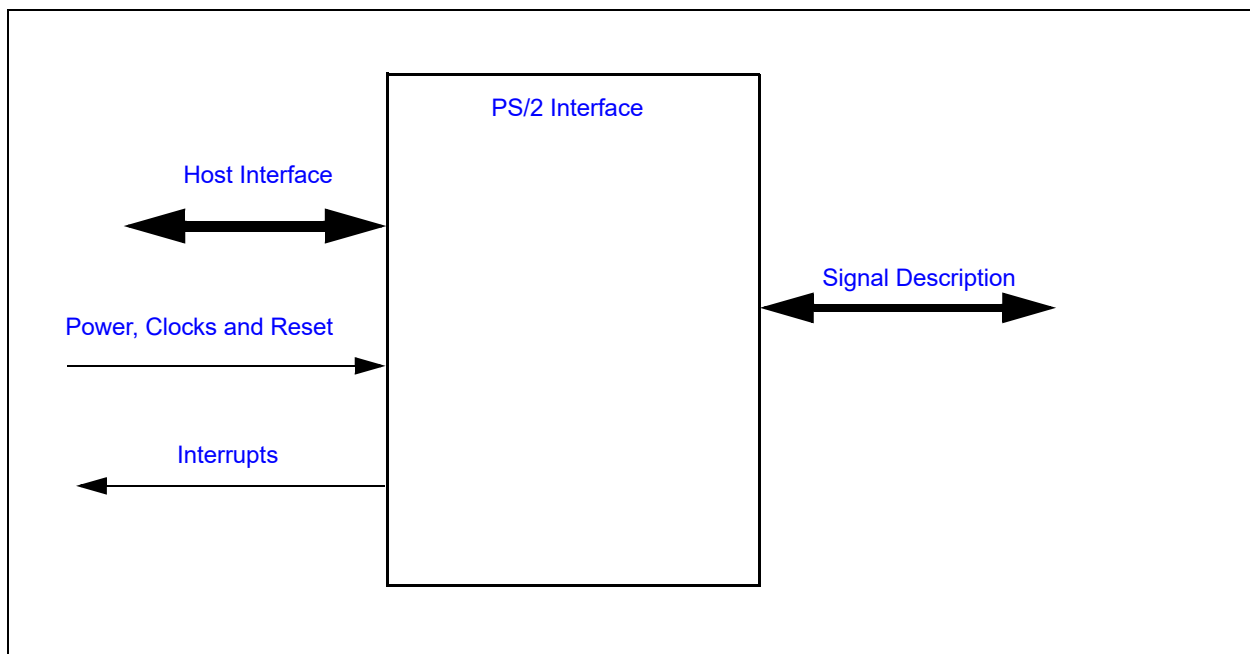 PS/2 Interface
Host Interface
Signal Description
Power, Clocks and Reset
Interrupts